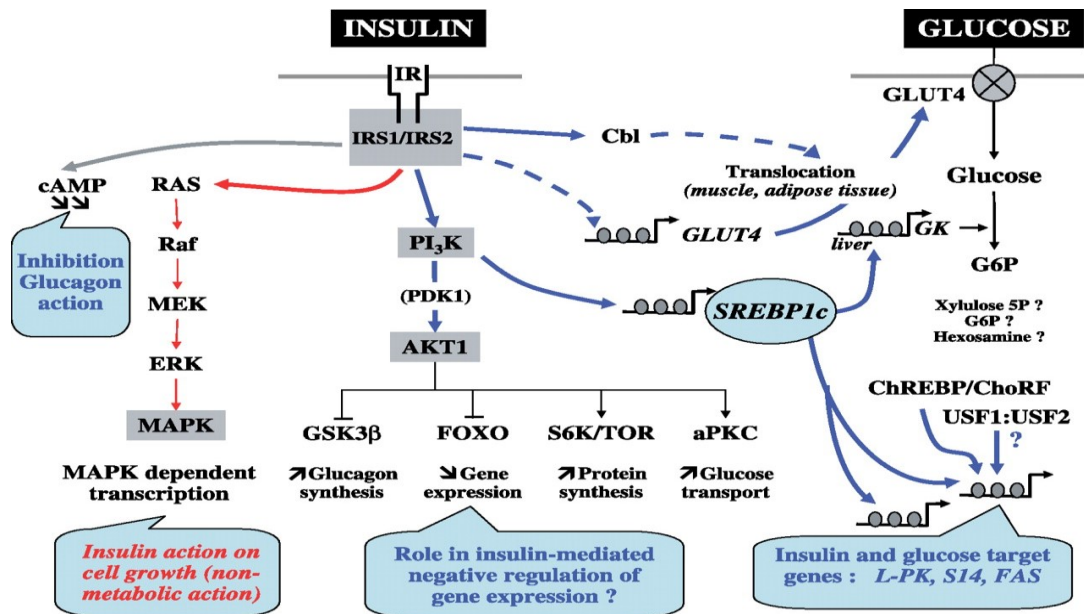 INSULIN
GLUCOSE
IR
GLUT4
IRS1/IRS2
Cbl
cAMP
RAS
Translocation
(muscle, adipose tissue)
Glucose
Inhibition
Glucagon
action
Raf
PI3K
GLUT4
liver
GK
G6P
MEK
(PDK1)
SREBP1c
Xylulose 5P ?
G6P ?
Hexosamine ?
ERK
AKT1
ChREBP/ChoRF
USF1:USF2
?
MAPK
GSK3β
FOXO
S6K/TOR
aPKC
MAPK dependent
transcription
Glucagon
synthesis
Gene
expression
Protein
synthesis
Glucose
transport
Insulin action on
cell growth (non-
metabolic action)
Role in insulin-mediated
negative regulation of
gene expression ?
Insulin and glucose target
genes : L-PK, S14, FAS